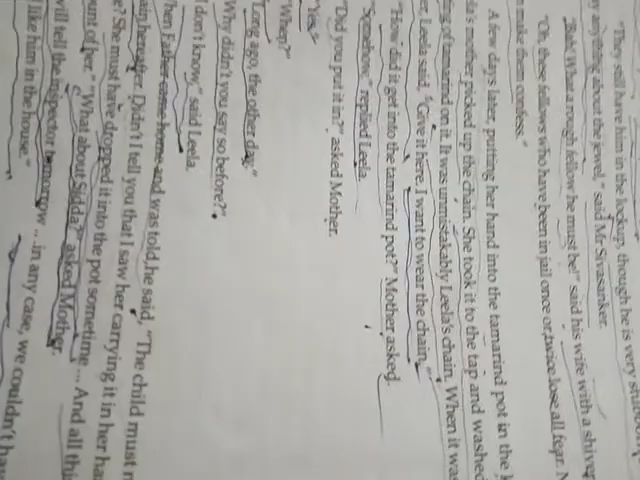 "They still have him in the lockup, though he is very stubborn
say anything about the jewel," said Mr Sivasanker.
"Bah! What a rough fellow he must be!" said his wife with a shiver
"Oh, these fellows who have been in jail once or twice lose all fear. N
make them confess."
A few days later, putting her hand into the tamarind pot in the k
mother picked up the chain. She took it to the tap and washed
of tamarind on it. It was unmistakably Leela's chain. When it was
Leela said, "Give it here. I want to wear the chain."
"How did it get into the tamarind pot?" Mother asked.
"Somehow," replied Leela.
"Did you put it in?" asked Mother.
"Yes."
"When?"
"Long ago, the other day."
"Why didn't you say so before?"
"I don't know," said Leela.
When Father came home and was told, he said, "The child must n
chain hereafter. Didn't I tell you that I saw her carrying it in her ha
She must have dropped it into the pot sometime ... And all thi
of her." "What about Sidda?" asked Mother.
will tell the inspector tomorrow ... in any case, we couldn't hav
like him in the house."